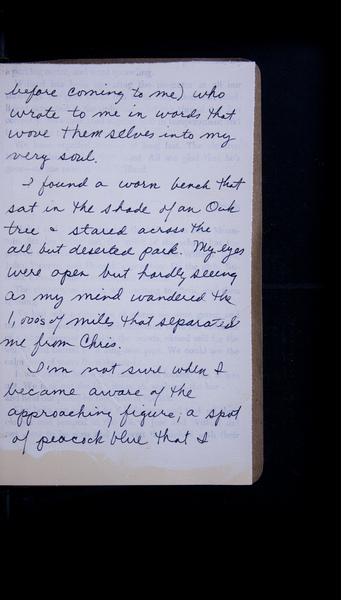 before coming to me) who
wrote to me in words that
wove themselves into my
very soul.
I found a worn bench that
sat in the shade of an Oak
tree & stared across the
all but deserted park. My eyes
were open but hardly seeing
as my mind wandered the
1,000s of miles that separated
me from Chris.
I'm not sure when I
became aware of the
approaching figure, a spot
of peacock blue that I